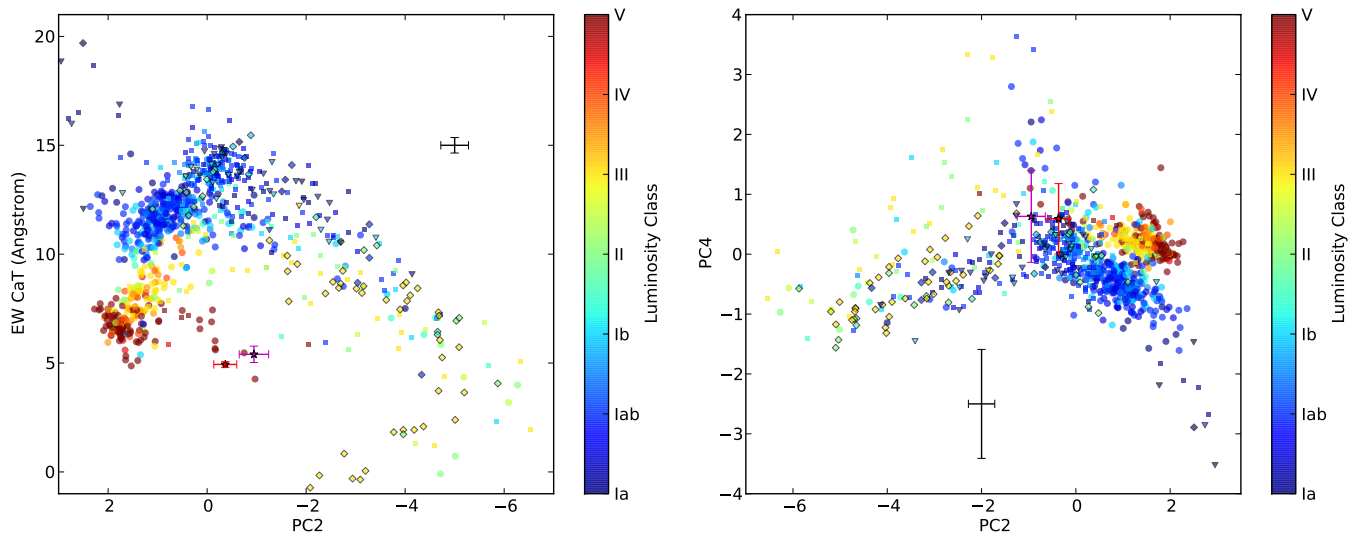 20
15
10
5
0
EW CaT (Angstrom)
2
0
−2
−4
−6
PC2
V
IV
III
II
Ib
Iab
Ia
Luminosity Class
4
3
2
1
0
−1
−2
−3
−4
PC4
−6
−4
−2
0
2
PC2
V
IV
III
II
Ib
Iab
Ia
Luminosity Class